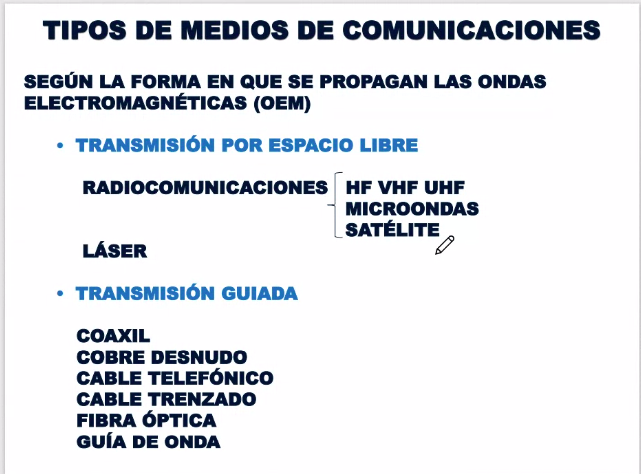 TIPOS DE MEDIOS DE COMUNICACIONES
SEGÚN LA FORMA EN QUE SE PROPAGAN LAS ONDAS
ELECTROMAGNÉTICAS (OEM)
• TRANSMISIÓN POR ESPACIO LIBRE
RADIOCOMUNICACIONES HF VHF UHF
MICROONDAS
SATÉLITE
LÁSER
• TRANSMISIÓN GUIADA
COAXIL
COBRE DESNUDO
CABLE TELEFÓNICO
CABLE TRENZADO
FIBRA ÓPTICA
GUÍA DE ONDA